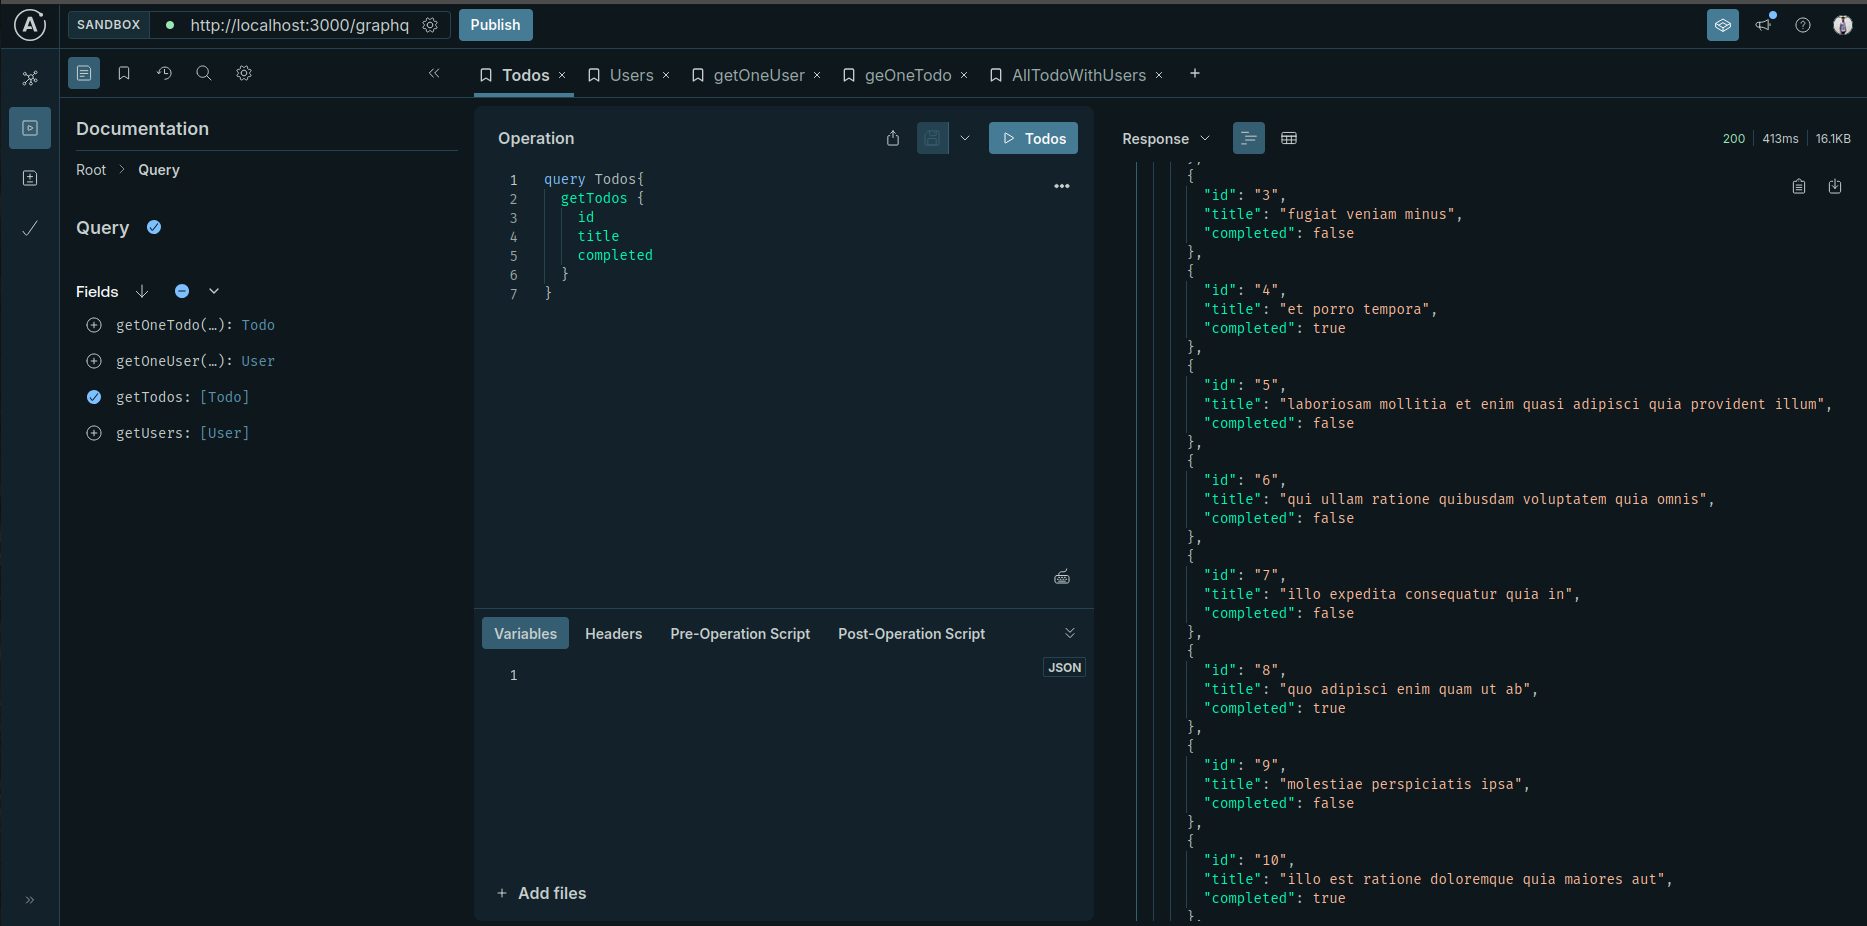 SANDBOX http://localhost:3000/graphq Publish
Todos × Users × getOneUser × geOneTodo × AllTodoWithUsers × +
Documentation
Root > Query
Query
Fields
getOneTodo(…): Todo
getOneUser(…): User
getTodos: [Todo]
getUsers: [User]
Operation
Todos
1 query Todos{
2 getTodos {
3 id
4 title
5 completed
6 }
7 }
Variables Headers Pre-Operation Script Post-Operation Script
JSON
1
+ Add files
Response
200 413ms 16.1KB
},
{
"id": "3",
"title": "fugiat veniam minus",
"completed": false
},
{
"id": "4",
"title": "et porro tempora",
"completed": true
},
{
"id": "5",
"title": "laboriosam mollitia et enim quasi adipisci quia provident illum",
"completed": false
},
{
"id": "6",
"title": "qui ullam ratione quibusdam voluptatem quia omnis",
"completed": false
},
{
"id": "7",
"title": "illo expedita consequatur quia in",
"completed": false
},
{
"id": "8",
"title": "quo adipisci enim quam ut ab",
"completed": true
},
{
"id": "9",
"title": "molestiae perspiciatis ipsa",
"completed": false
},
{
"id": "10",
"title": "illo est ratione doloremque quia maiores aut",
"completed": true
},